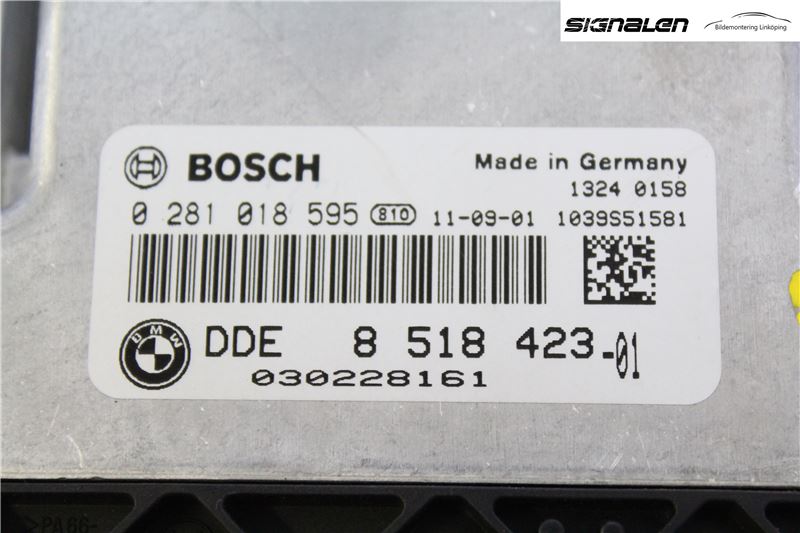 SIGNALEN
Bildemontering Linköping
BOSCH
Made in Germany
1324 0158
0 281 018 595 810 11-09-01 1039S51581
BMW
DDE 8 518 423-01
030228161
>PA66-